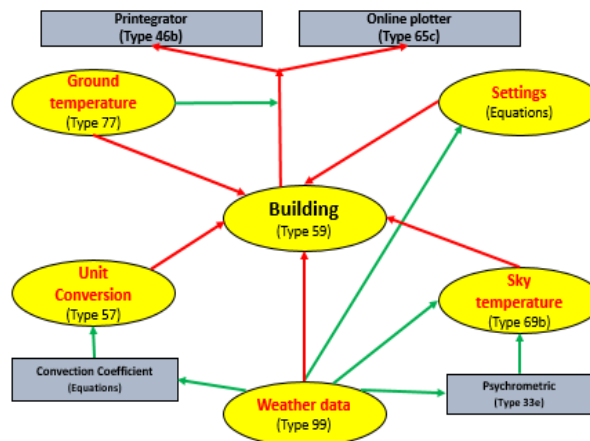 Printegrator
(Type 46b)
Online plotter
(Type 65c)
Ground
temperature
(Type 77)
Settings
(Equations)
Building
(Type 59)
Unit
Conversion
(Type 57)
Sky
temperature
(Type 69b)
Convection Coefficient
(Equations)
Weather data
(Type 99)
Psychrometric
(Type 33e)